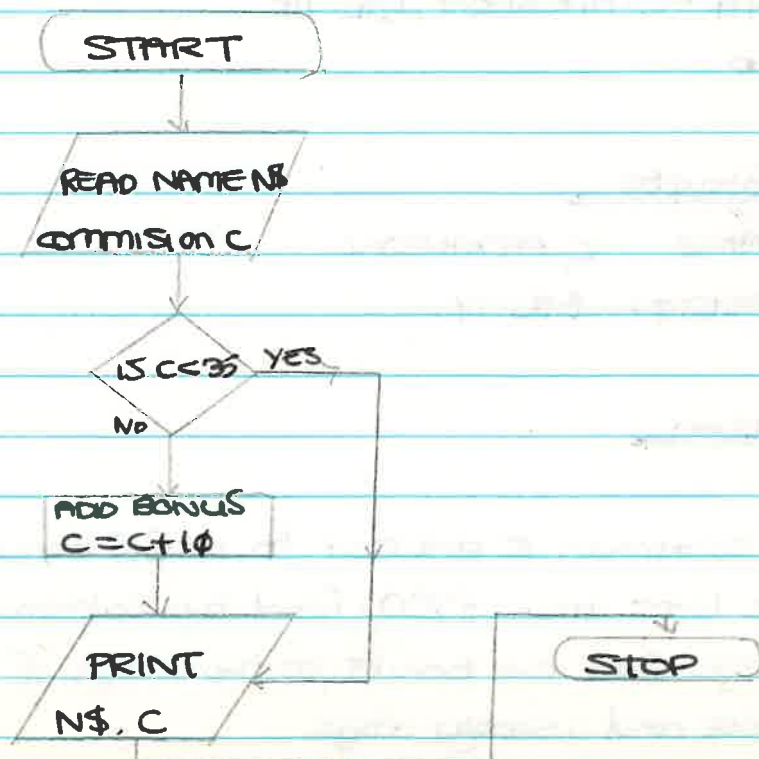 START
READ NAME N$
commision C
IS C<35 YES
NO
ADD BONUS
C=C+10
PRINT
N$, C
STOP